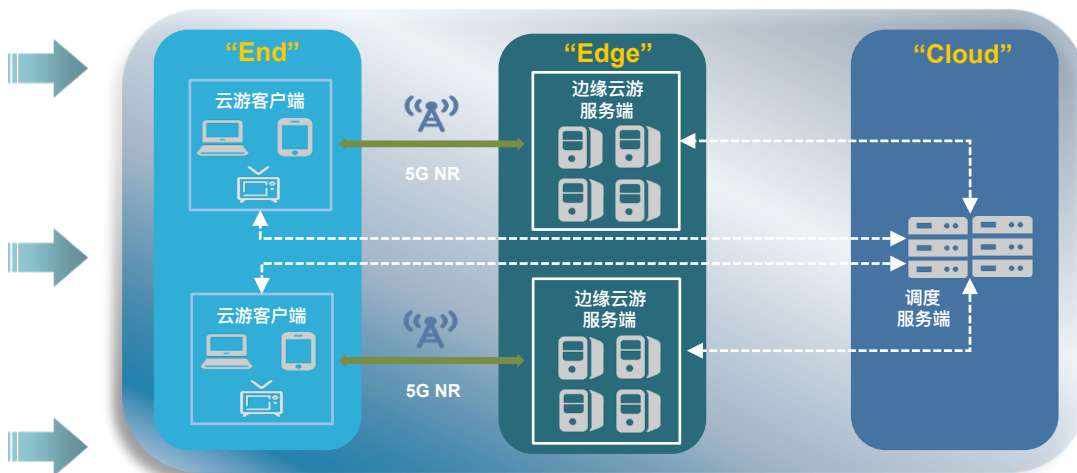 “End”
“Edge”
“Cloud”
云游客户端
5G NR
边缘云游
服务端
云游客户端
5G NR
边缘云游
服务端
调度
服务端